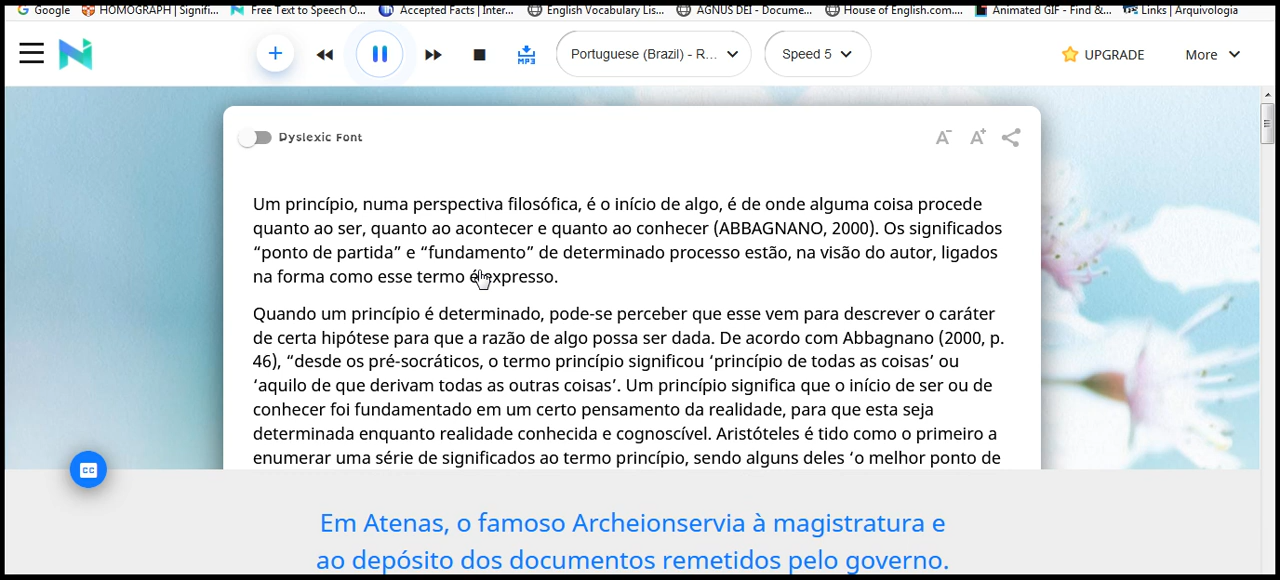 Google HOMOGRAPH | Signifi... Free Text to Speech O... Accepted Facts | Inter... English Vocabulary Lis... AGNUS DEI - Docume... House of English.com.... Animated GIF - Find &... Links | Arquivologia
MP3 Portuguese (Brazil) - R... Speed 5 UPGRADE More
Dyslexic Font A- A+
Um princípio, numa perspectiva filosófica, é o início de algo, é de onde alguma coisa procede
quanto ao ser, quanto ao acontecer e quanto ao conhecer (ABBAGNANO, 2000). Os significados
“ponto de partida” e “fundamento” de determinado processo estão, na visão do autor, ligados
na forma como esse termo é expresso.
Quando um princípio é determinado, pode-se perceber que esse vem para descrever o caráter
de certa hipótese para que a razão de algo possa ser dada. De acordo com Abbagnano (2000, p.
46), “desde os pré-socráticos, o termo princípio significou ‘princípio de todas as coisas’ ou
‘aquilo de que derivam todas as outras coisas’. Um princípio significa que o início de ser ou de
conhecer foi fundamentado em um certo pensamento da realidade, para que esta seja
determinada enquanto realidade conhecida e cognoscível. Aristóteles é tido como o primeiro a
enumerar uma série de significados ao termo princípio, sendo alguns deles ‘o melhor ponto de
CC
Em Atenas, o famoso Archeionservia à magistratura e
ao depósito dos documentos remetidos pelo governo.